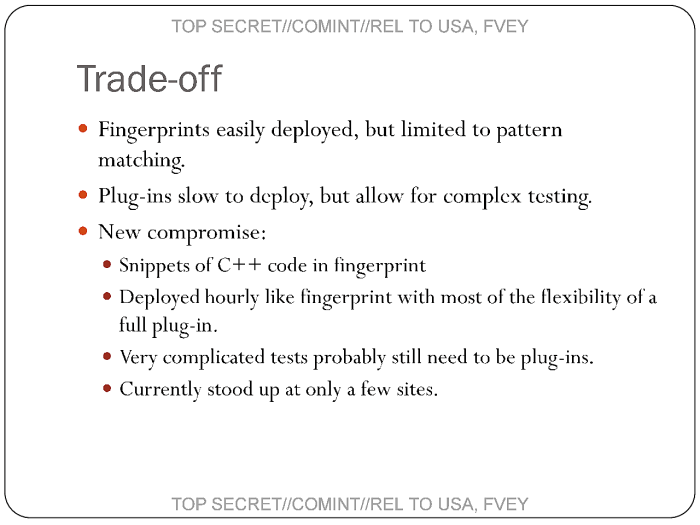 TOP SECRET//COMINT//REL TO USA, FVEY
Trade-off
• Fingerprints easily deployed, but limited to pattern
matching.
• Plug-ins slow to deploy, but allow for complex testing.
• New compromise:
• Snippets of C++ code in fingerprint
• Deployed hourly like fingerprint with most of the flexibility of a
full plug-in.
• Very complicated tests probably still need to be plug-ins.
• Currently stood up at only a few sites.
TOP SECRET//COMINT//REL TO USA, FVEY